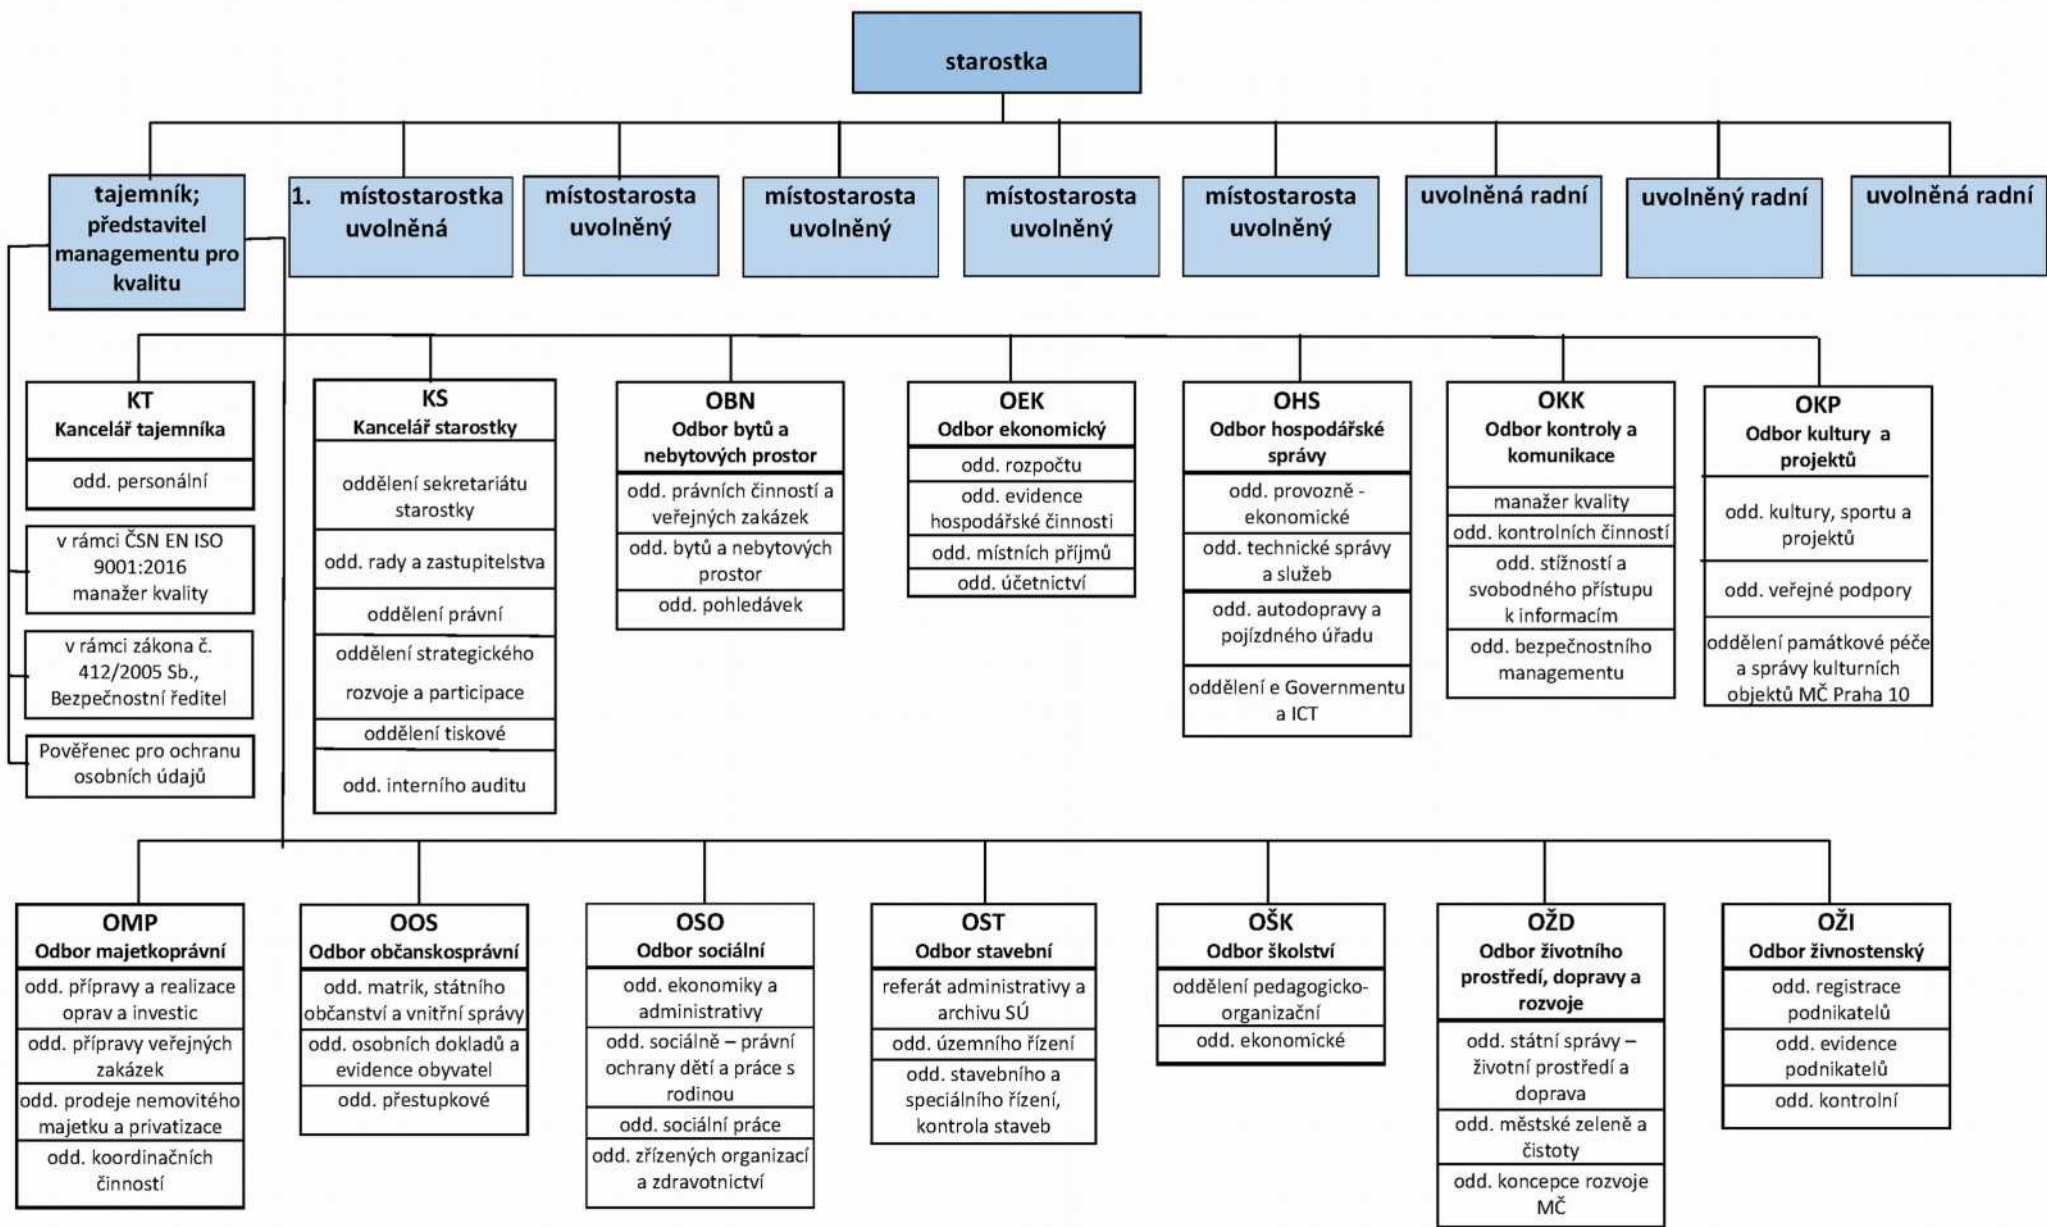 starostka
tajemník;
představitel
managementu pro
kvalitu
1. místostarostka
uvolněná
místostarosta
uvolněný
místostarosta
uvolněný
místostarosta
uvolněný
místostarosta
uvolněný
uvolněná radní
uvolněný radní
uvolněná radní
KT
Kancelář tajemníka
odd. personální
v rámci ČSN EN ISO
9001:2016
manažer kvality
v rámci zákona č.
412/2005 Sb.,
Bezpečnostní ředitel
Pověřenec pro ochranu
osobních údajů
KS
Kancelář starostky
oddělení sekretariátu
starostky
odd. rady a zastupitelstva
oddělení právní
oddělení strategického
rozvoje a participace
oddělení tiskové
odd. interního auditu
OBN
Odbor bytů a
nebytových prostor
odd. právních činností a
veřejných zakázek
odd. bytů a nebytových
prostor
odd. pohledávek
OEK
Odbor ekonomický
odd. rozpočtu
odd. evidence
hospodářské činnosti
odd. místních příjmů
odd. účetnictví
OHS
Odbor hospodářské
správy
odd. provozně -
ekonomické
odd. technické správy
a služeb
odd. autodopravy a
pojízdného úřadu
oddělení e Governmentu
a ICT
OKK
Odbor kontroly a
komunikace
manažer kvality
odd. kontrolních činností
odd. stížností a
svobodného přístupu
k informacím
odd. bezpečnostního
managementu
OKP
Odbor kultury a
projektů
odd. kultury, sportu a
projektů
odd. veřejné podpory
oddělení památkové péče
a správy kulturních
objektů MČ Praha 10
OMP
Odbor majetkoprávní
odd. přípravy a realizace
oprav a investic
odd. přípravy veřejných
zakázek
odd. prodeje nemovitého
majetku a privatizace
odd. koordinačních
činností
OOS
Odbor občanskosprávní
odd. matrik, státního
občanství a vnitřní správy
odd. osobních dokladů a
evidence obyvatel
odd. přestupkové
OSO
Odbor sociální
odd. ekonomiky a
administrativy
odd. sociálně – právní
ochrany dětí a práce s
rodinou
odd. sociální práce
odd. zřízených organizací
a zdravotnictví
OST
Odbor stavební
referát administrativy a
archivu SÚ
odd. územního řízení
odd. stavebního a
speciálního řízení,
kontrola staveb
OŠK
Odbor školství
oddělení pedagogicko-
organizační
odd. ekonomické
OŽD
Odbor životního
prostředí, dopravy a
rozvoje
odd. státní správy –
životní prostředí a
doprava
odd. městské zeleně a
čistoty
odd. koncepce rozvoje
MČ
OŽI
Odbor živnostenský
odd. registrace
podnikatelů
odd. evidence
podnikatelů
odd. kontrolní